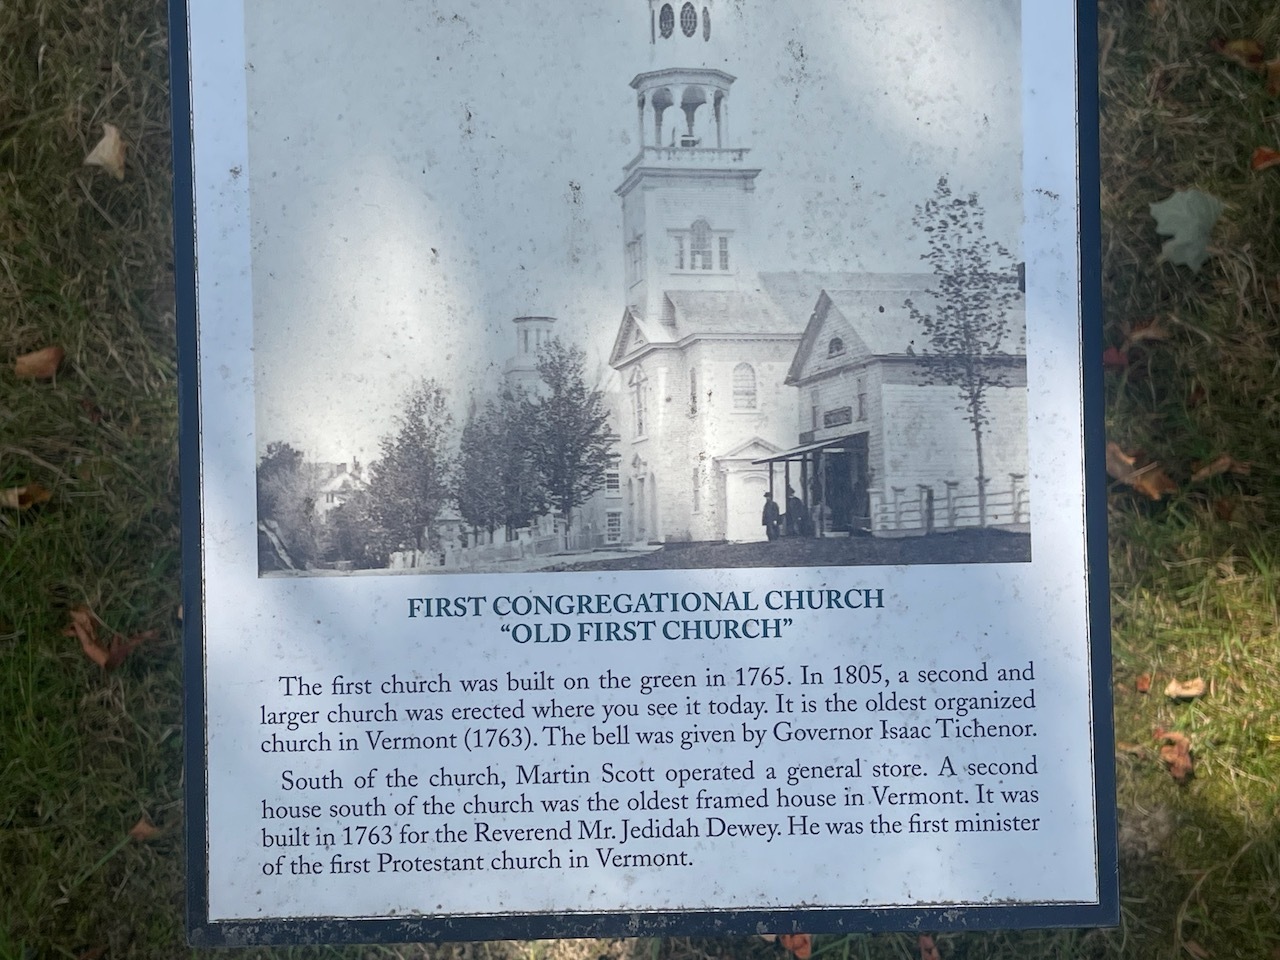 FIRST CONGREGATIONAL CHURCH
“OLD FIRST CHURCH”
The first church was built on the green in 1765. In 1805, a second and
larger church was erected where you see it today. It is the oldest organized
church in Vermont (1763). The bell was given by Governor Isaac Tichenor.
South of the church, Martin Scott operated a general store. A second
house south of the church was the oldest framed house in Vermont. It was
built in 1763 for the Reverend Mr. Jedidah Dewey. He was the first minister
of the first Protestant church in Vermont.